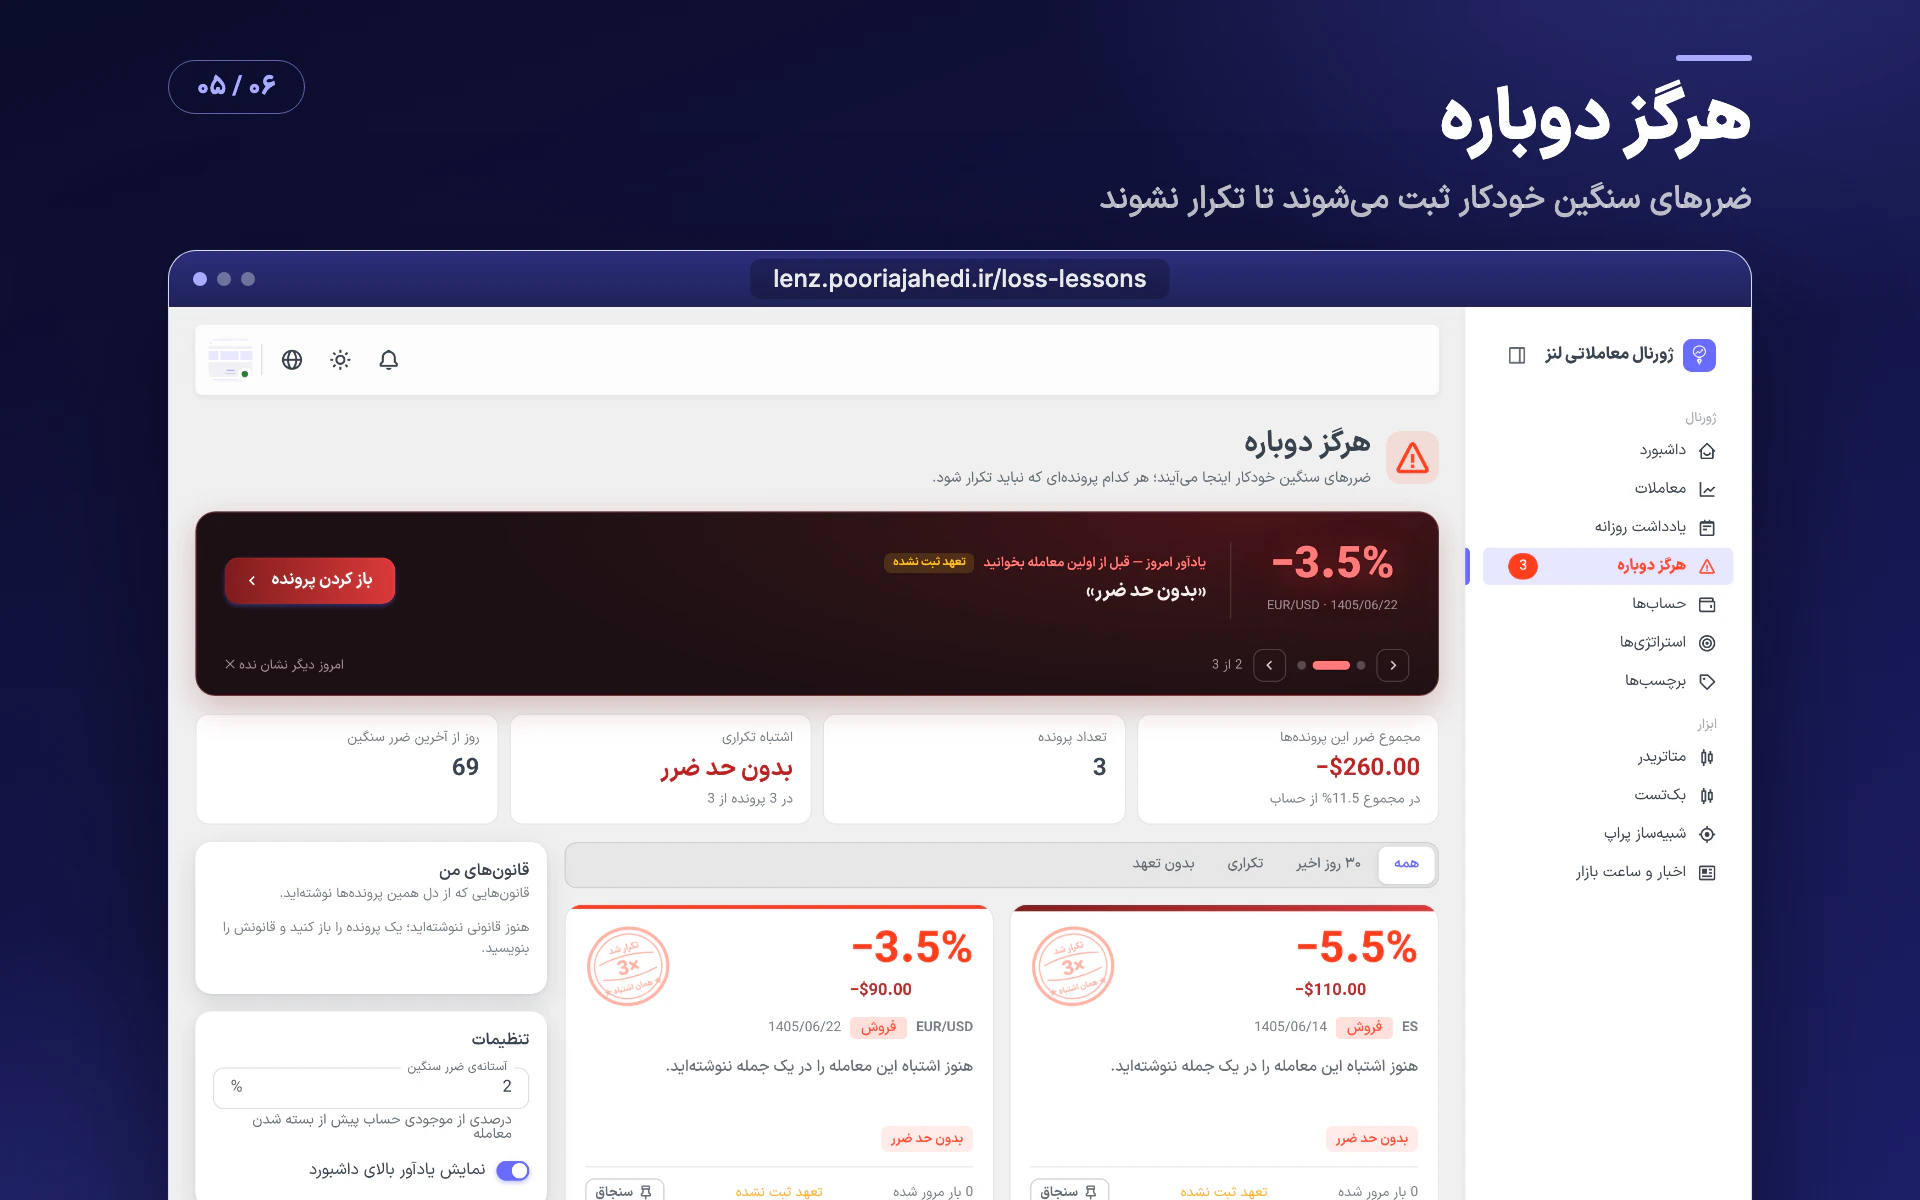 ۰۵ / ۰۶
هرگز دوباره
ضررهای سنگین خودکار ثبت می‌شوند تا تکرار نشوند
lenz.pooriajahedi.ir/loss-lessons
ژورنال معاملاتی لنز
ژورنال
داشبورد
معاملات
یادداشت روزانه
هرگز دوباره
3
حساب‌ها
استراتژی‌ها
برچسب‌ها
ابزار
متاتریدر
بک‌تست
شبیه‌ساز پراپ
اخبار و ساعت بازار
هرگز دوباره
ضررهای سنگین خودکار اینجا می‌آیند؛ هر کدام پرونده‌ای که نباید تکرار شود.
−3.5%
EUR/USD · 1405/06/22
یادآور امروز — قبل از اولین معامله بخوانید
تعهد ثبت نشده
«بدون حد ضرر»
باز کردن پرونده
2 از 3
امروز دیگر نشان نده
مجموع ضرر این پرونده‌ها
−$260.00
در مجموع 11.5% از حساب
تعداد پرونده
3
اشتباه تکراری
بدون حد ضرر
در 3 پرونده از 3
روز از آخرین ضرر سنگین
69
همه
۳۰ روز اخیر
تکراری
بدون تعهد
−5.5%
−$110.00
ES
فروش
1405/06/14
تکرار شد
3×
همان اشتباه
هنوز اشتباه این معامله را در یک جمله ننوشته‌اید.
بدون حد ضرر
0 بار مرور شده
تعهد ثبت نشده
سنجاق
−3.5%
−$90.00
EUR/USD
فروش
1405/06/22
تکرار شد
3×
همان اشتباه
هنوز اشتباه این معامله را در یک جمله ننوشته‌اید.
بدون حد ضرر
0 بار مرور شده
تعهد ثبت نشده
سنجاق
قانون‌های من
قانون‌هایی که از دل همین پرونده‌ها نوشته‌اید.
هنوز قانونی ننوشته‌اید؛ یک پرونده را باز کنید و قانونش را
بنویسید.
تنظیمات
آستانه‌ی ضرر سنگین
2
%
درصدی از موجودی حساب پیش از بسته شدن
معامله
نمایش یادآور بالای داشبورد